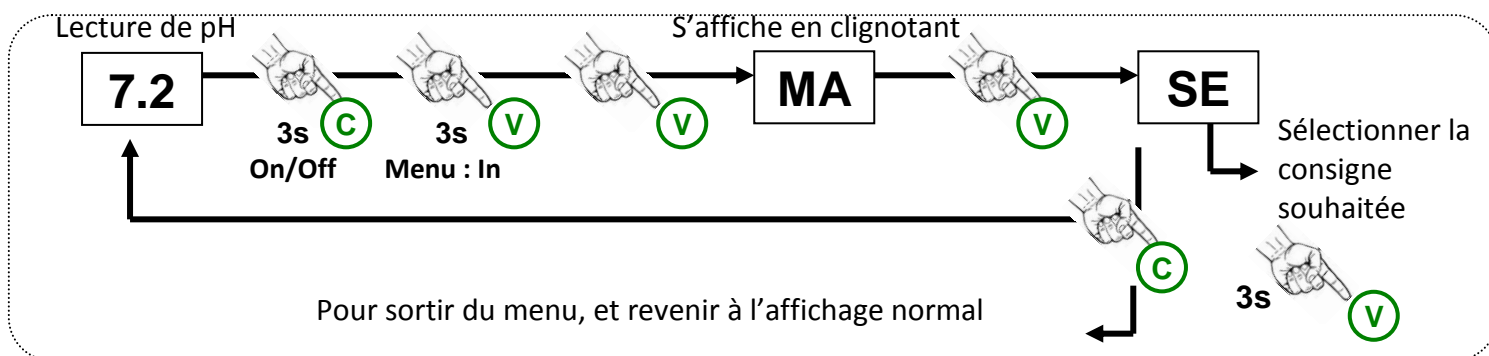 Lecture de pH
S'affiche en clignotant
7.2
C
V
V
MA
V
SE
3s
3s
On/Off
Menu : In
Sélectionner la
consigne
souhaitée
C
3s
V
Pour sortir du menu, et revenir à l'affichage normal